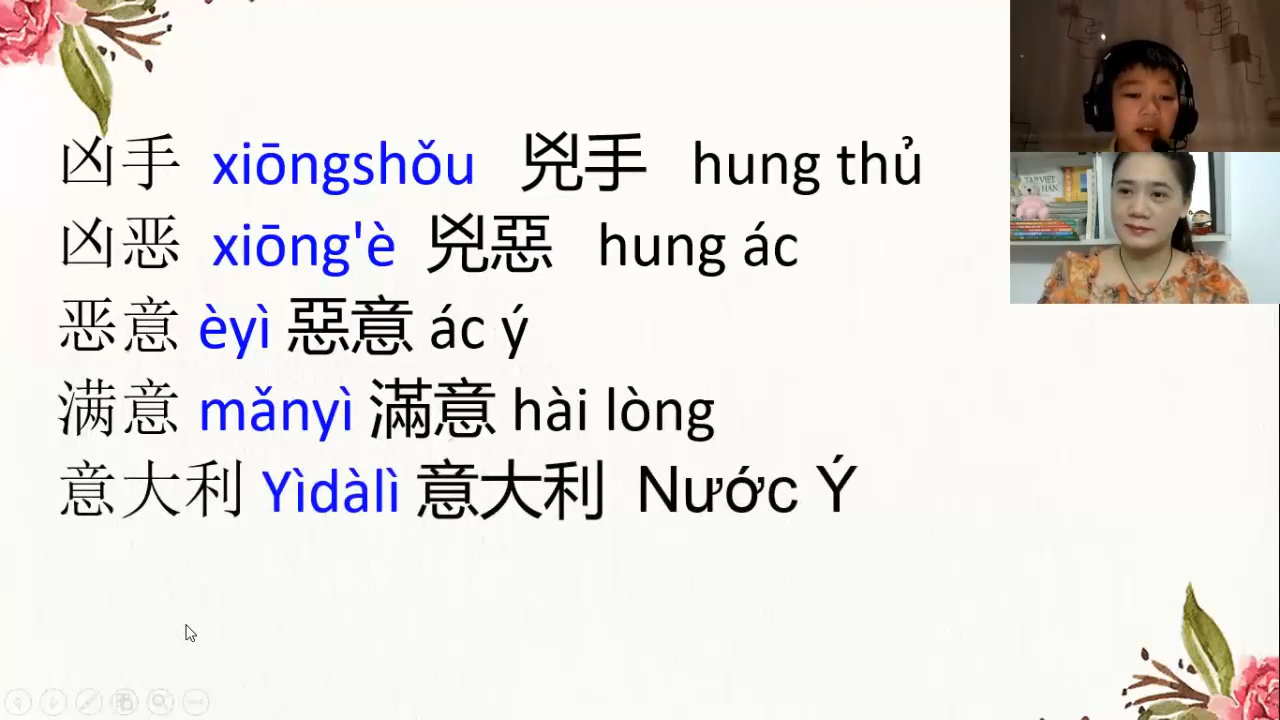 凶手 xiōngshǒu 兇手 hung thủ
凶恶 xiōng'è 兇惡 hung ác
恶意 èyì 惡意 ác ý
满意 mǎnyì 滿意 hài lòng
意大利 Yìdàlì 意大利 Nước Ý